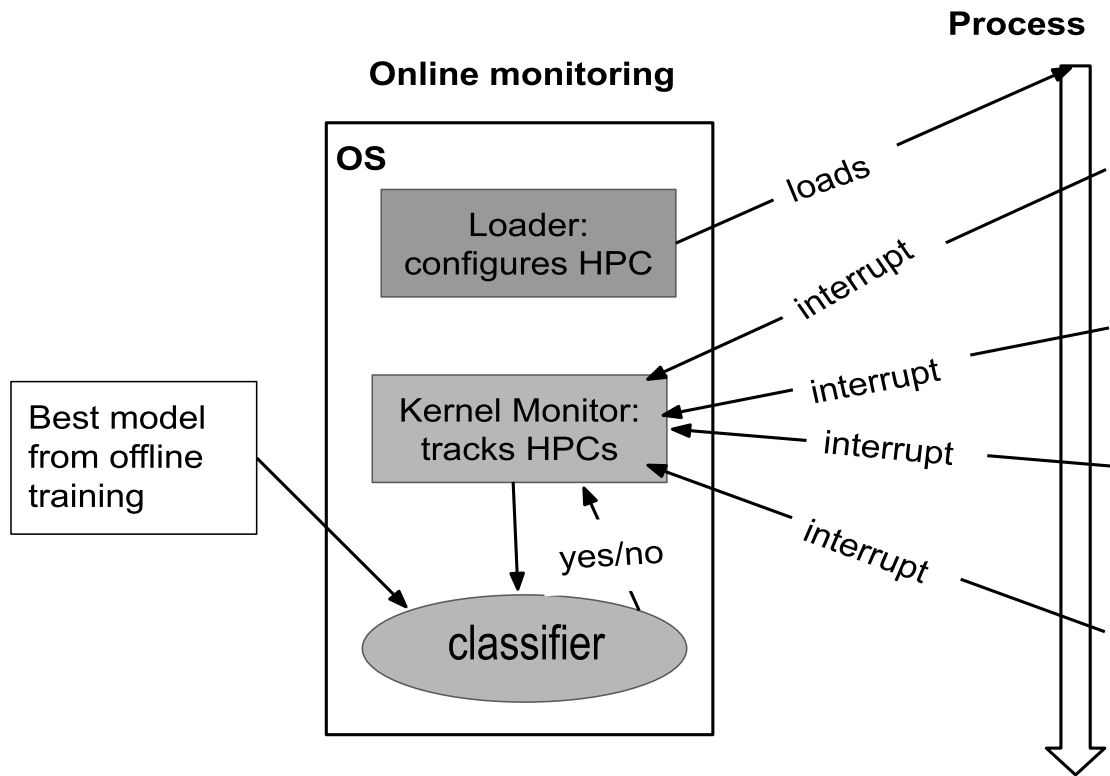 Process
Online monitoring
OS
Loader:
configures HPC
loads
interrupt
interrupt
Kernel Monitor:
tracks HPCs
interrupt
interrupt
Best model
from offline
training
yes/no
classifier